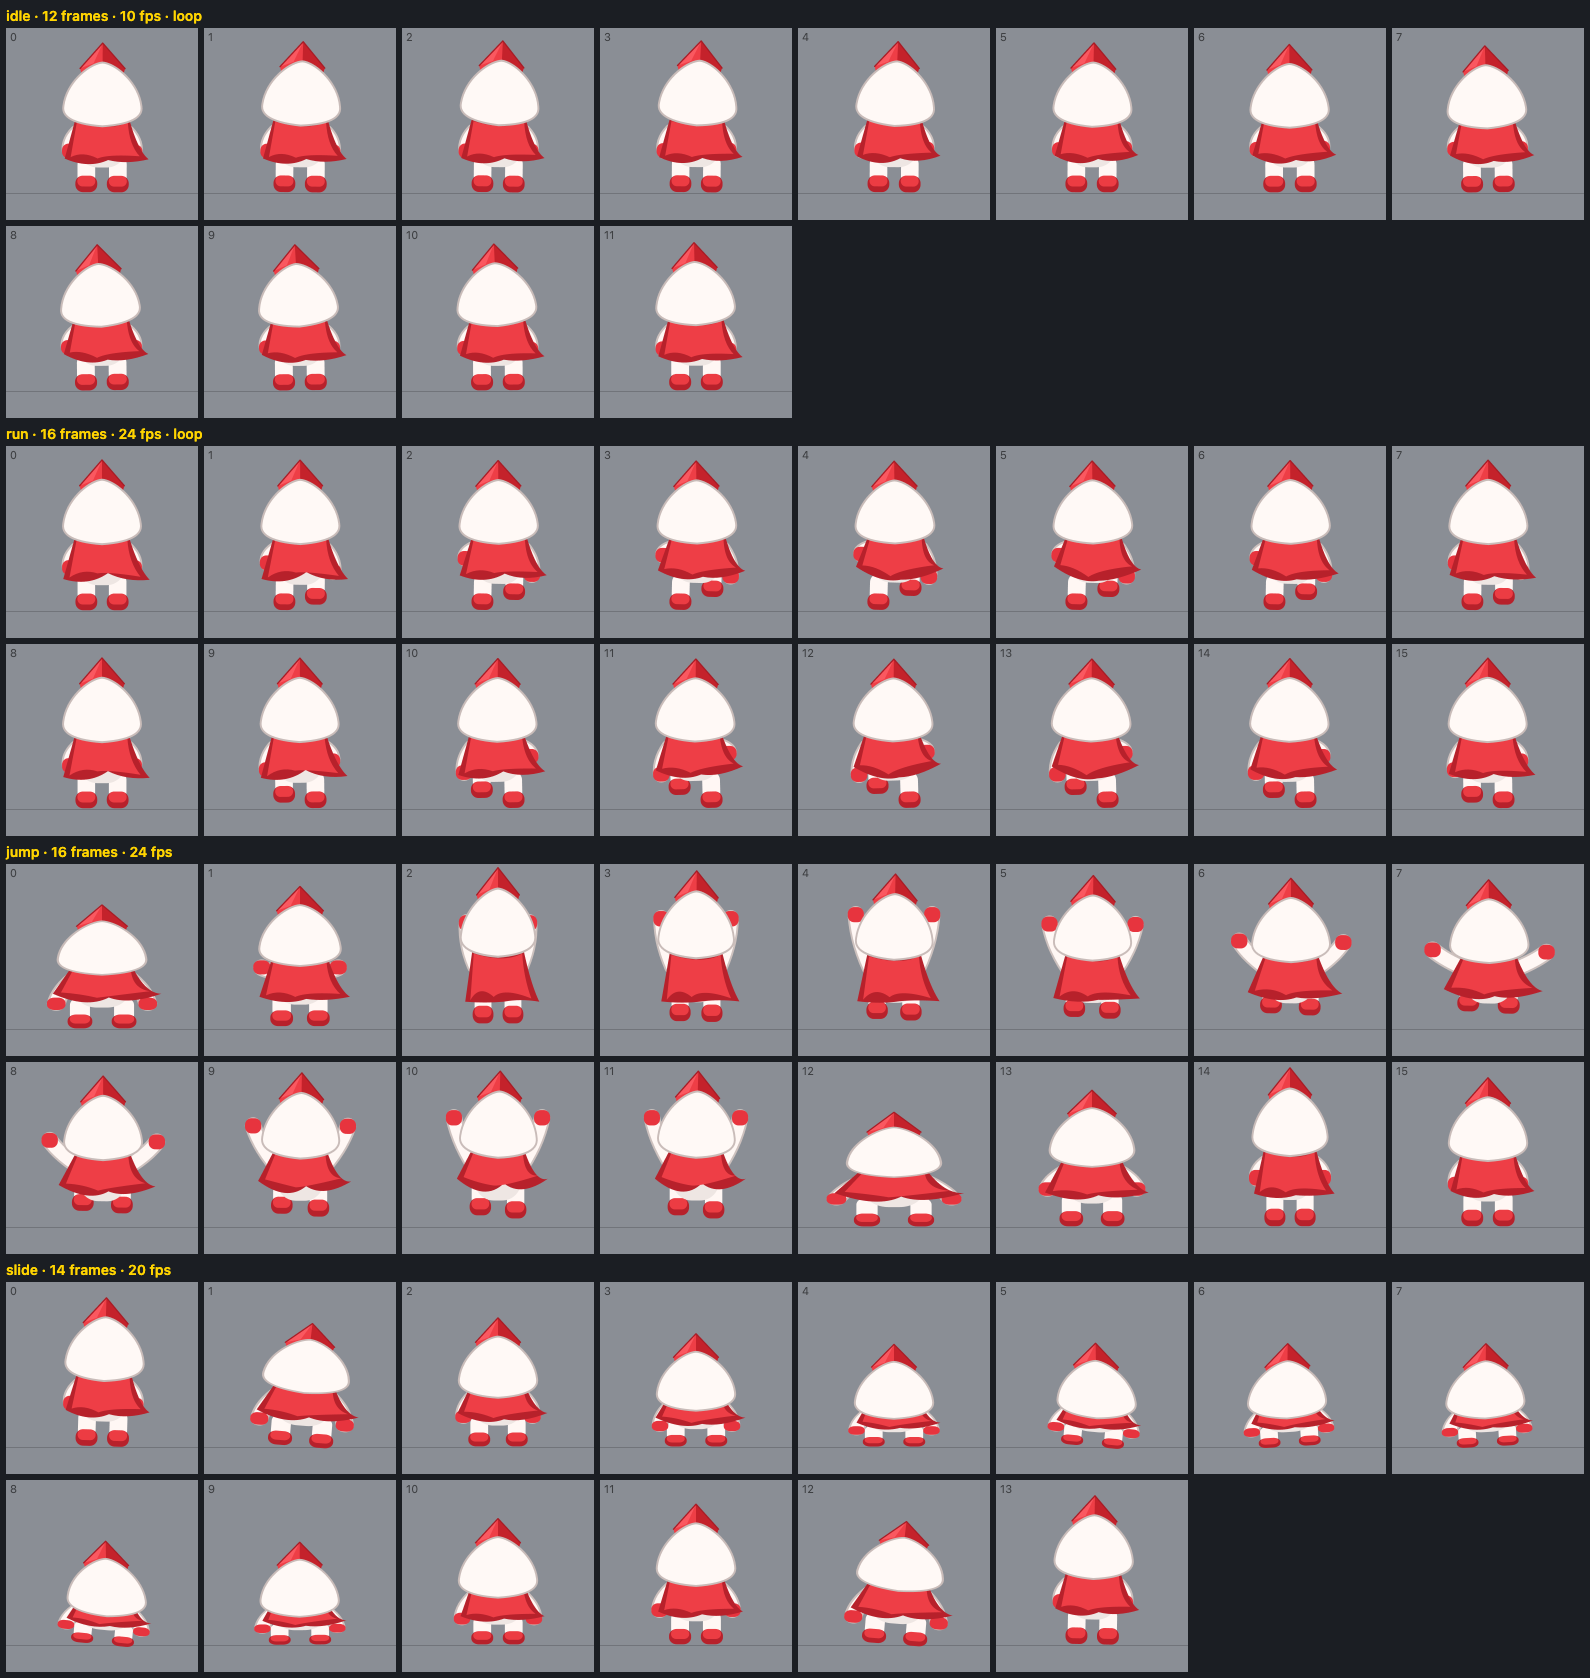 idle · 12 frames · 10 fps · loop
0 1 2 3 4 5 6 7
8 9 10 11
run · 16 frames · 24 fps · loop
0 1 2 3 4 5 6 7
8 9 10 11 12 13 14 15
jump · 16 frames · 24 fps
0 1 2 3 4 5 6 7
8 9 10 11 12 13 14 15
slide · 14 frames · 20 fps
0 1 2 3 4 5 6 7
8 9 10 11 12 13